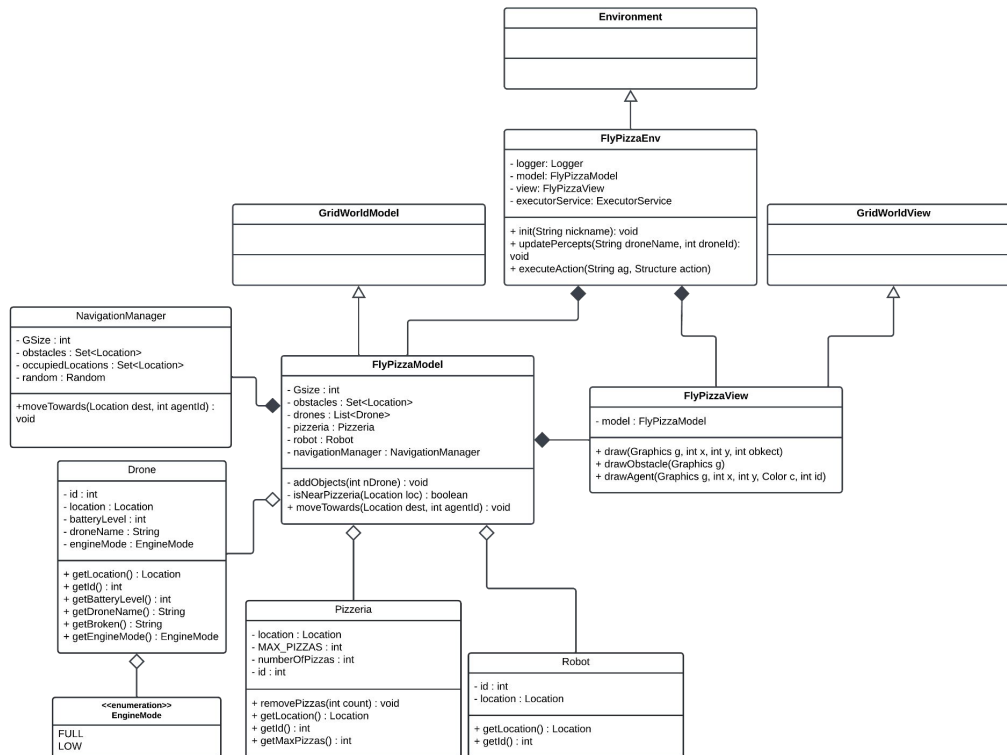 Environment
FlyPizzaEnv
- logger: Logger
- model: FlyPizzaModel
- view: FlyPizzaView
- executorService: ExecutorService
+ init(String nickname): void
+ updatePercepts(String droneName, int droneId):
void
+ executeAction(String ag, Structure action)
GridWorldModel
GridWorldView
NavigationManager
- GSize : int
- obstacles : Set<Location>
- occupiedLocations : Set<Location>
- random : Random
+moveTowards(Location dest, int agentId) :
void
FlyPizzaModel
- Gsize : int
- obstacles : Set<Location>
- drones : List<Drone>
- pizzeria : Pizzeria
- robot : Robot
- navigationManager : NavigationManager
- addObjects(int nDrone) : void
- isNearPizzeria(Location loc) : boolean
+ moveTowards(Location dest, int agentId) : void
FlyPizzaView
- model : FlyPizzaModel
+ draw(Graphics g, int x, int y, int obkect)
+ drawObstacle(Graphics g)
+ drawAgent(Graphics g, int x, int y, Color c, int id)
Drone
- id : int
- location : Location
- batteryLevel : int
- droneName : String
- engineMode : EngineMode
+ getLocation() : Location
+ getId() : int
+ getBatteryLevel() : int
+ getDroneName() : String
+ getBroken() : String
+ getEngineMode() : EngineMode
Pizzeria
- location : Location
- MAX_PIZZAS : int
- numberOfPizzas : int
- id : int
+ removePizzas(int count) : void
+ getLocation() : Location
+ getId() : int
+ getMaxPizzas() : int
Robot
- id : int
- location : Location
+ getLocation() : Location
+ getId() : int
<<enumeration>>
EngineMode
FULL
LOW